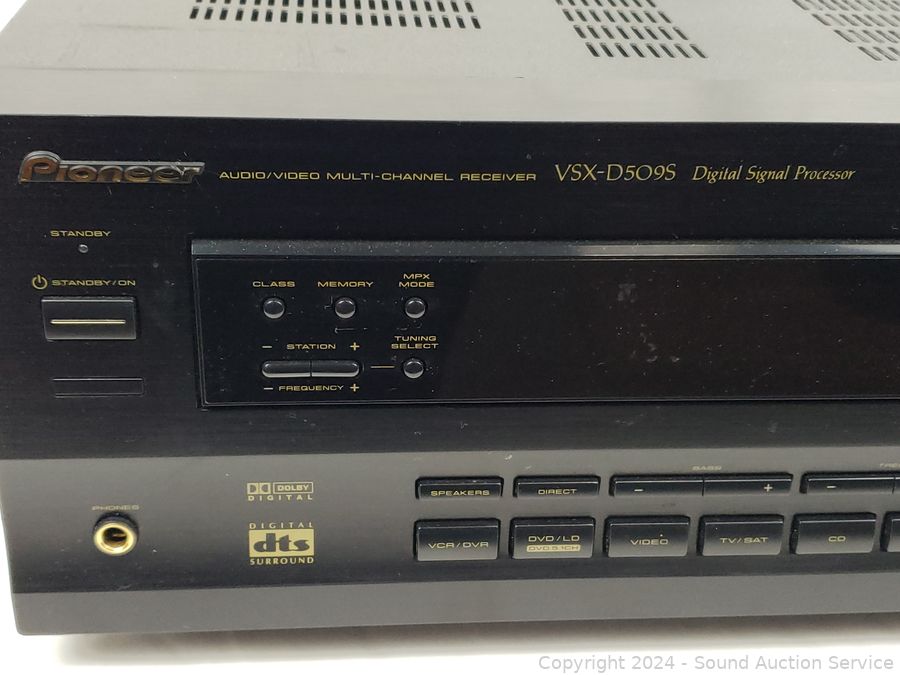 Pioneer AUDIO/VIDEO MULTI-CHANNEL RECEIVER VSX-D509S Digital Signal Processor
STANDBY
STANDBY/ON
CLASS MEMORY MPX MODE
− STATION +
TUNING SELECT
− FREQUENCY +
PHONES
DOLBY
DIGITAL
DIGITAL
dts
SURROUND
BASS
SPEAKERS DIRECT − + −
VCR/DVR DVD/LD VIDEO TV/SAT CD
DVD 5.1CH
Copyright 2024 - Sound Auction Service